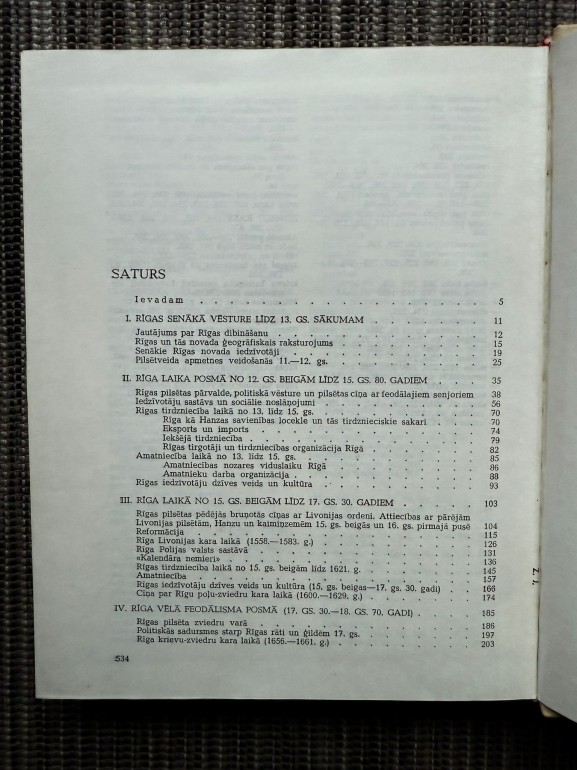 SATURS
Ievadam . . . . . . . . . . . . . . . . . . 5
I. RĪGAS SENĀKĀ VĒSTURE LĪDZ 13. GS. SĀKUMAM . . . . . . 11
Jautājums par Rīgas dibināšanu . . . . . . . . . . . 12
Rīgas un tās novada ģeogrāfiskais raksturojums . . . . . . . 15
Senākie Rīgas novada iedzīvotāji . . . . . . . . . . 19
Pilsētveida apmetnes veidošanās 11.—12. gs. . . . . . . . 25
II. RĪGA LAIKA POSMĀ NO 12. GS. BEIGĀM LĪDZ 15. GS. 80. GADIEM . . . 35
Rīgas pilsētas pārvalde, politiskā vēsture un pilsētas cīņa ar feodālajiem senjoriem 38
Iedzīvotāju sastāvs un sociālie noslāņojumi . . . . . . . . 56
Rīgas tirdzniecība laikā no 13. līdz 15. gs. . . . . . . . . 70
Rīga kā Hanzas savienības locekle un tās tirdznieciskie sakari . . . 70
Eksports un imports . . . . . . . . . . . . 74
Iekšējā tirdzniecība . . . . . . . . . . . . 79
Rīgas tirgotāji un tirdzniecības organizācija Rīgā . . . . . . 82
Amatniecība laikā no 13. līdz 15. gs. . . . . . . . . . 85
Amatniecības nozares viduslaiku Rīgā . . . . . . . . 86
Amatnieku darba organizācija . . . . . . . . . . 88
Rīgas iedzīvotāju dzīves veids un kultūra . . . . . . . . 93
III. RĪGA LAIKĀ NO 15. GS. BEIGĀM LĪDZ 17. GS. 30. GADIEM . . . . 103
Rīgas pilsētas pēdējās bruņotās cīņas ar Livonijas ordeni. Attiecības ar pārējām
Livonijas pilsētām, Hanzu un kaimiņzemēm 15. gs. beigās un 16. gs. pirmajā pusē 104
Reformācija . . . . . . . . . . . . . . . 115
Rīga Livonijas kara laikā (1558.—1583. g.) . . . . . . . . 126
Rīga Polijas valsts sastāvā . . . . . . . . . . . 131
«Kalendāra nemieri» . . . . . . . . . . . . . 136
Rīgas tirdzniecība laikā no 15. gs. beigām līdz 1621. g. . . . . . 145
Amatniecība . . . . . . . . . . . . . . . 157
Rīgas iedzīvotāju dzīves veids un kultūra (15. gs. beigas—17. gs. 30. gadi) . . 166
Cīņa par Rīgu poļu-zviedru kara laikā (1600.—1629. g.) . . . . . . 174
IV. RĪGA VĒLĀ FEODĀLISMA POSMĀ (17. GS. 30.—18. GS. 70. GADI) . . . . 185
Rīgas pilsēta zviedru varā . . . . . . . . . . . 186
Politiskās sadursmes starp Rīgas rāti un ģildēm 17. gs. . . . . . . 197
Rīga krievu-zviedru kara laikā (1656.—1661. g.) . . . . . . . 203
534